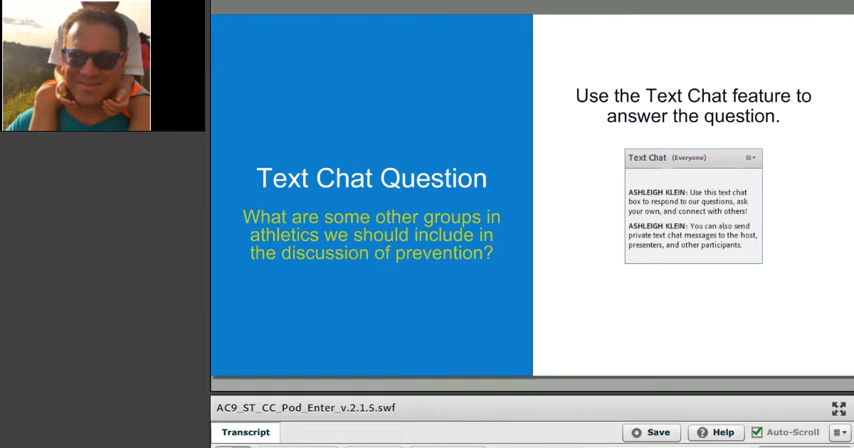 Text Chat Question
What are some other groups in
athletics we should include in
the discussion of prevention?
Use the Text Chat feature to
answer the question.
Text Chat (Everyone)
ASHLEIGH KLEIN: Use this text chat
box to respond to our questions, ask
your own, and connect with others!
ASHLEIGH KLEIN: You can also send
private text chat messages to the host,
presenters, and other participants.
AC9_ST_CC_Pod_Enter_v.2.1.5.swf
Transcript
Save
Help
Auto-Scroll